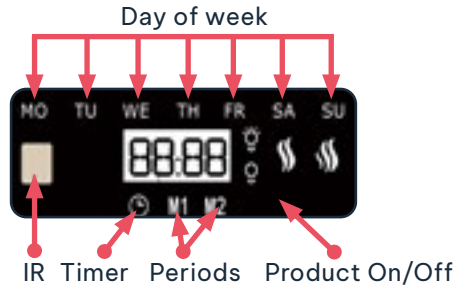 Day of week
MO TU WE TH FR SA SU
88:88
M1 M2
IR Timer Periods Product On/Off